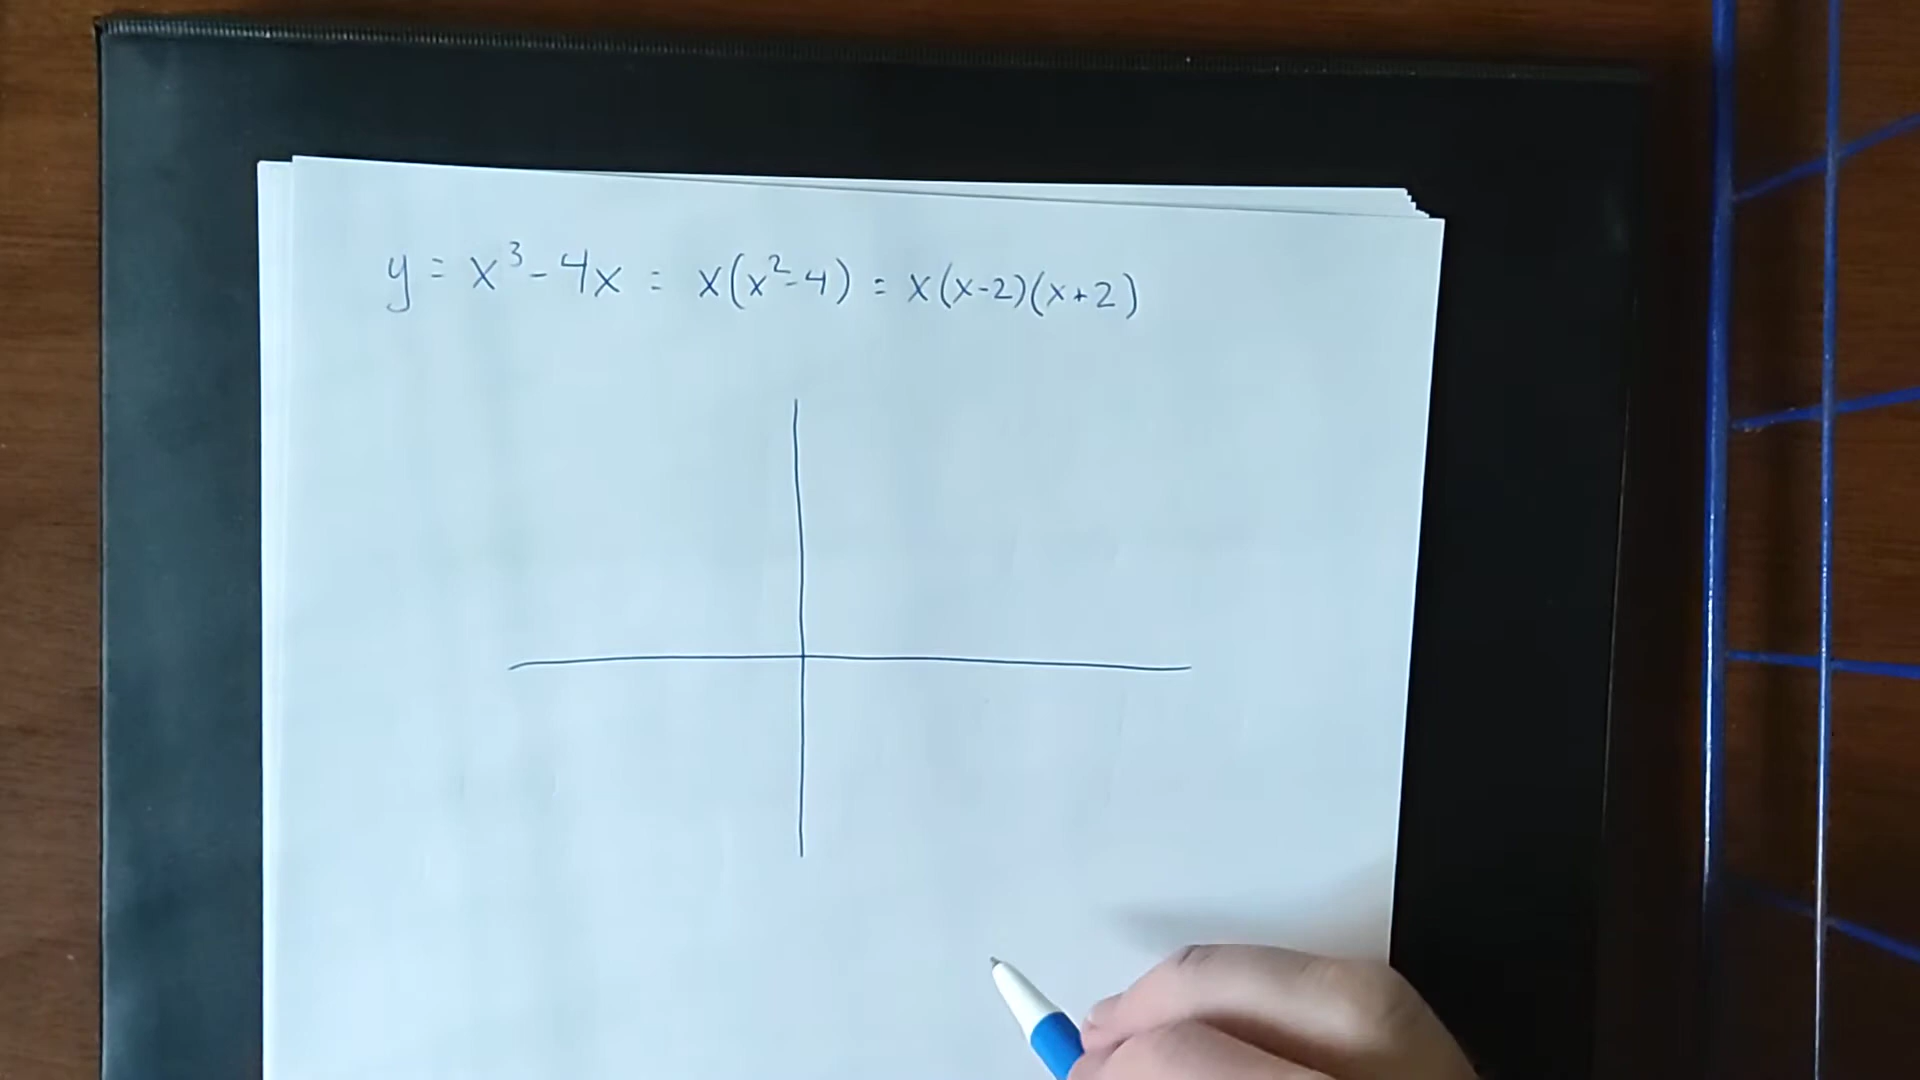 y = x³ - 4x = x(x² - 4) = x(x-2)(x+2)